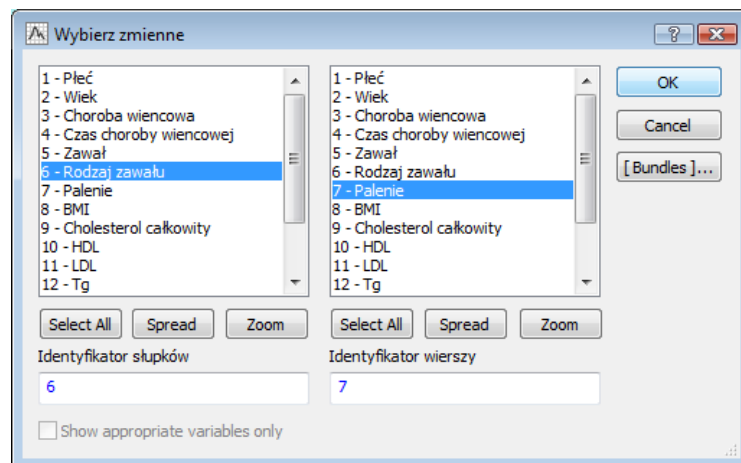 Wybierz zmienne
1 - Płeć
2 - Wiek
3 - Choroba wiencowa
4 - Czas choroby wiencowej
5 - Zawał
6 - Rodzaj zawału
7 - Palenie
8 - BMI
9 - Cholesterol całkowity
10 - HDL
11 - LDL
12 - Tg
1 - Płeć
2 - Wiek
3 - Choroba wiencowa
4 - Czas choroby wiencowej
5 - Zawał
6 - Rodzaj zawału
7 - Palenie
8 - BMI
9 - Cholesterol całkowity
10 - HDL
11 - LDL
12 - Tg
OK
Cancel
[ Bundles ]...
Select All Spread Zoom
Select All Spread Zoom
Identyfikator słupków
6
Identyfikator wierszy
7
Show appropriate variables only